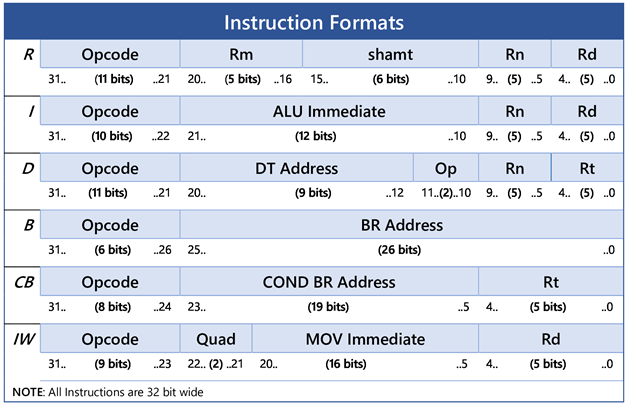 Instruction Formats
R Opcode Rm shamt Rn Rd
31.. (11 bits) ..21 20.. (5 bits) ..16 15.. (6 bits) ..10 9.. (5) ..5 4.. (5) ..0
I Opcode ALU Immediate Rn Rd
31.. (10 bits) ..22 21.. (12 bits) ..10 9.. (5) ..5 4.. (5) ..0
D Opcode DT Address Op Rn Rt
31.. (11 bits) ..21 20.. (9 bits) ..12 11..(2)..10 9.. (5) ..5 4.. (5) ..0
B Opcode BR Address
31.. (6 bits) ..26 25.. (26 bits) ..0
CB Opcode COND BR Address Rt
31.. (8 bits) ..24 23.. (19 bits) ..5 4.. (5 bits) ..0
IW Opcode Quad MOV Immediate Rd
31.. (9 bits) ..23 22.. (2) ..21 20.. (16 bits) ..5 4.. (5 bits) ..0
NOTE: All Instructions are 32 bit wide